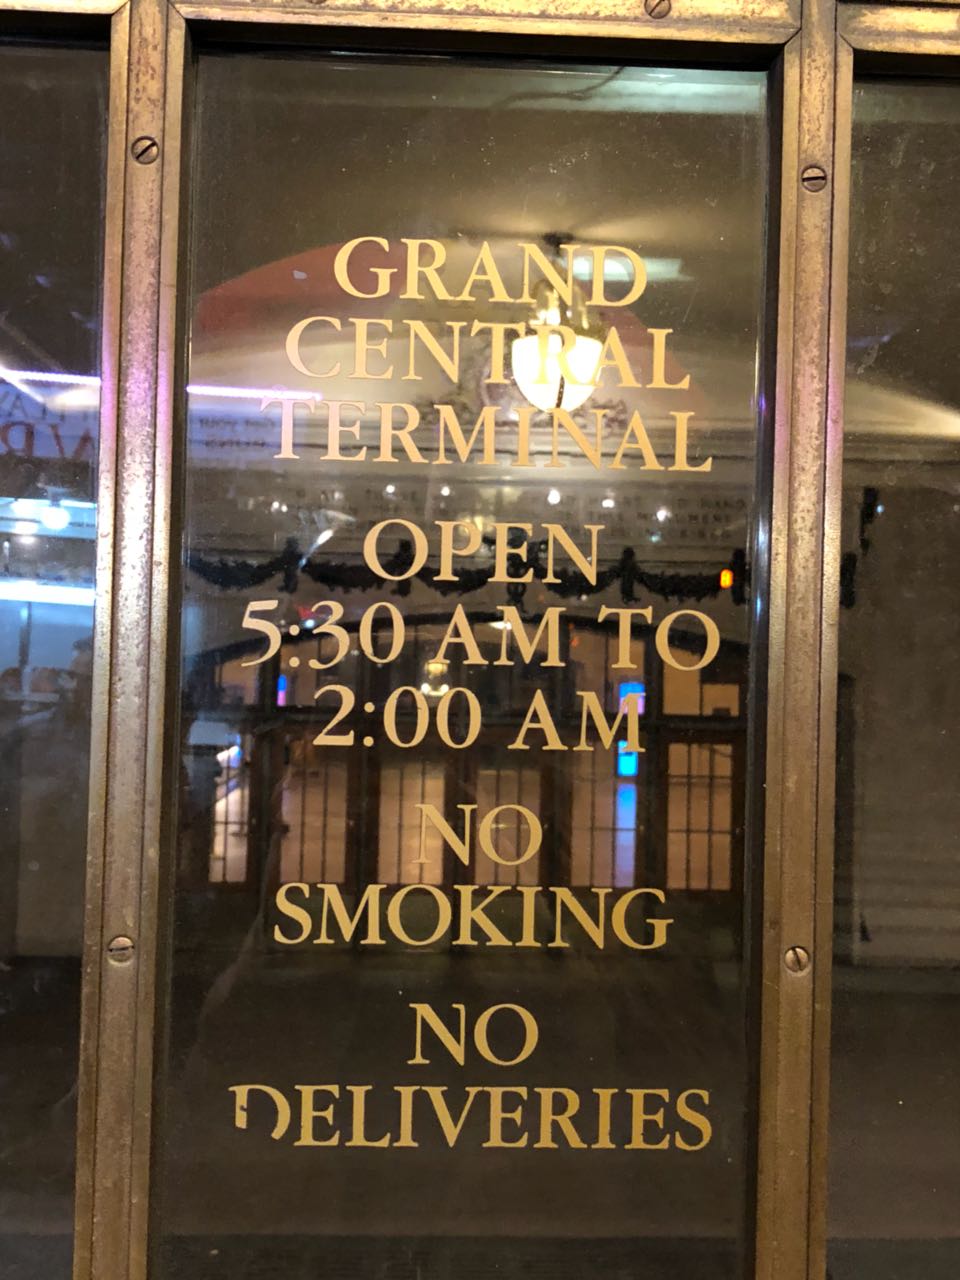 GRAND
CENTRAL
TERMINAL
OPEN
5:30 AM TO
2:00 AM
NO
SMOKING
NO
DELIVERIES